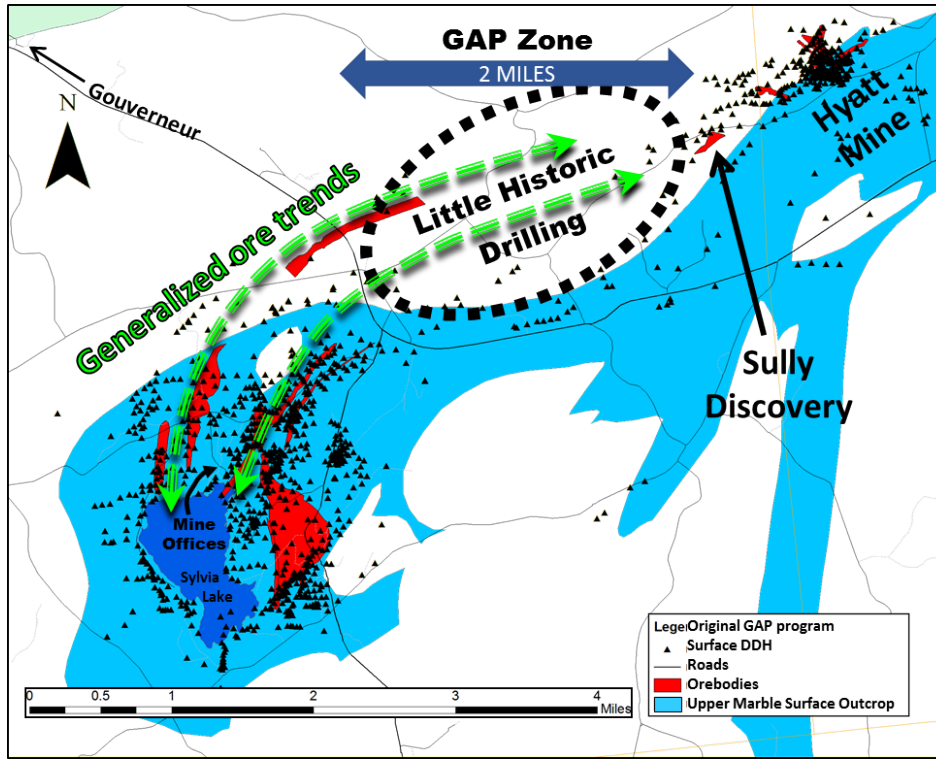 GAP Zone
2 MILES
Gouverneur
N
Generalized ore trends
Little Historic
Drilling
Hyatt
Mine
Sully
Discovery
Mine
Offices
Sylvia
Lake
Lege Original GAP program
Surface DDH
Roads
Orebodies
Upper Marble Surface Outcrop
0 0.5 1 2 3 4
Miles